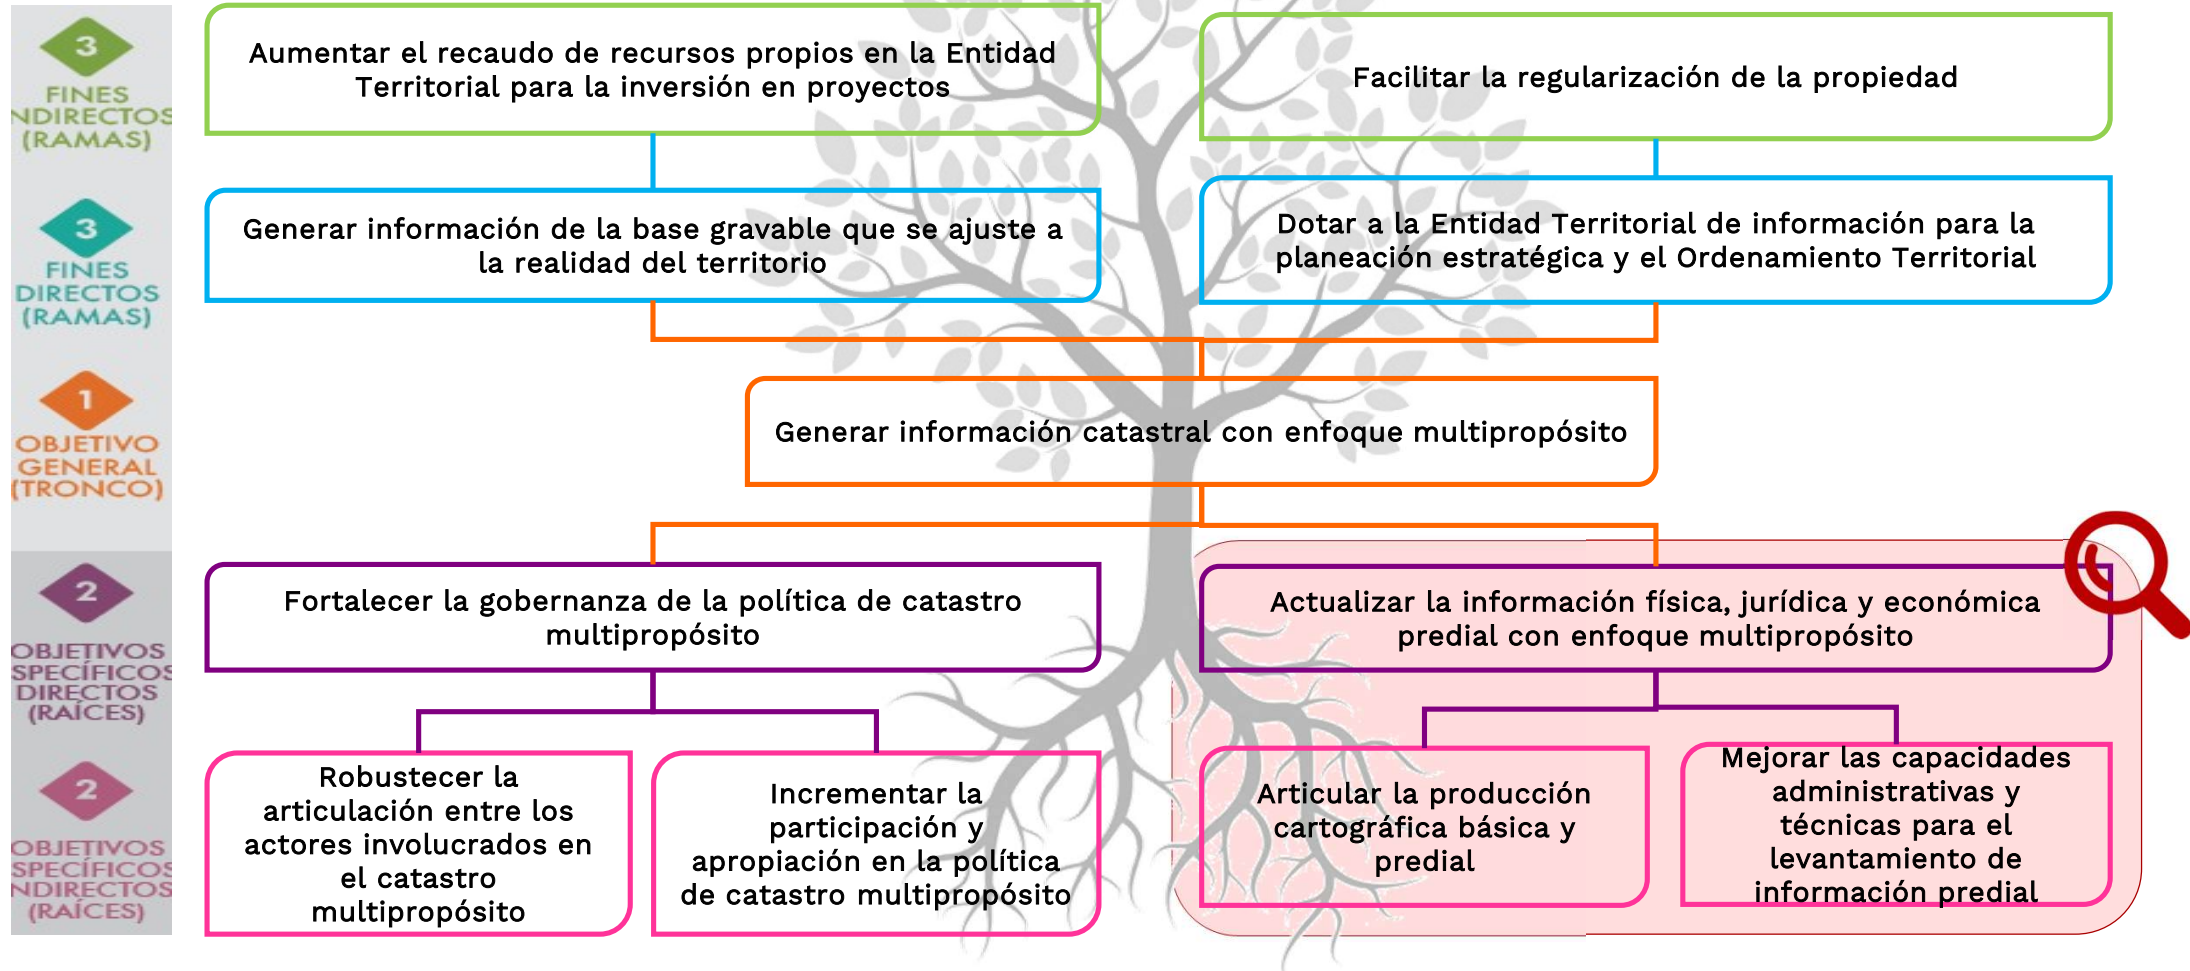 3
FINES
NDIRECTOS
(RAMAS)
Aumentar el recaudo de recursos propios en la Entidad
Territorial para la inversión en proyectos
Facilitar la regularización de la propiedad
3
FINES
DIRECTOS
(RAMAS)
Generar información de la base gravable que se ajuste a
la realidad del territorio
Dotar a la Entidad Territorial de información para la
planeación estratégica y el Ordenamiento Territorial
1
OBJETIVO
GENERAL
(TRONCO)
Generar información catastral con enfoque multipropósito
2
OBJETIVOS
SPECÍFICOS
DIRECTOS
(RAÍCES)
Fortalecer la gobernanza de la política de catastro
multipropósito
Actualizar la información física, jurídica y económica
predial con enfoque multipropósito
2
OBJETIVOS
SPECÍFICOS
NDIRECTOS
(RAÍCES)
Robustecer la
articulación entre los
actores involucrados en
el catastro
multipropósito
Incrementar la
participación y
apropiación en la política
de catastro multipropósito
Articular la producción
cartográfica básica y
predial
Mejorar las capacidades
administrativas y
técnicas para el
levantamiento de
información predial